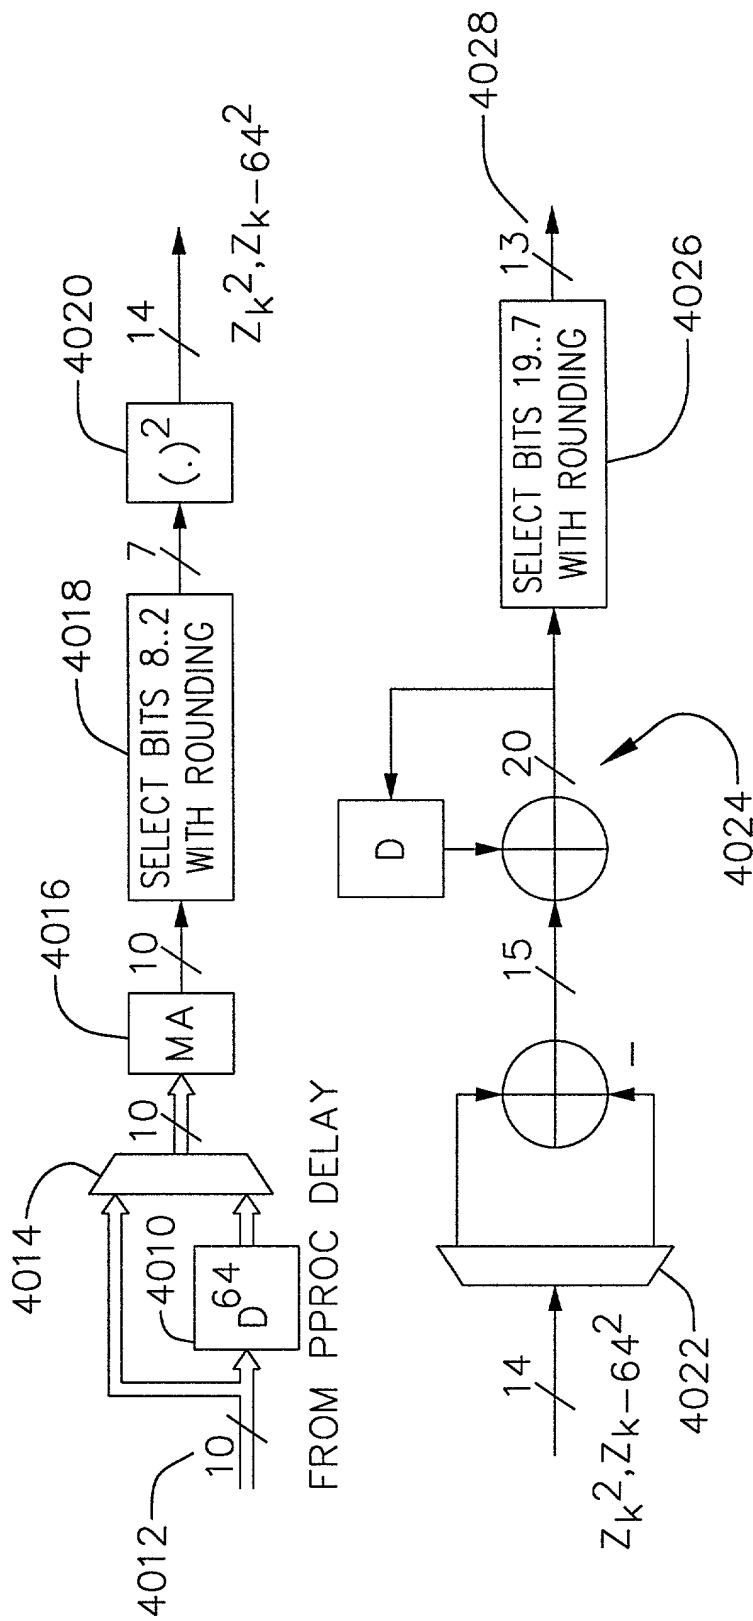 4012
10
FROM PPROC DELAY
4010
D^64
4014
10
4016
MA
10
4018
SELECT BITS 8..2
WITH ROUNDING
7
4020
(.)^2
14
Z_k^2,Z_k-64^2
14
Z_k^2,Z_k-64^2
4022
-
15
D
20
4024
SELECT BITS 19..7
WITH ROUNDING
4026
13
4028